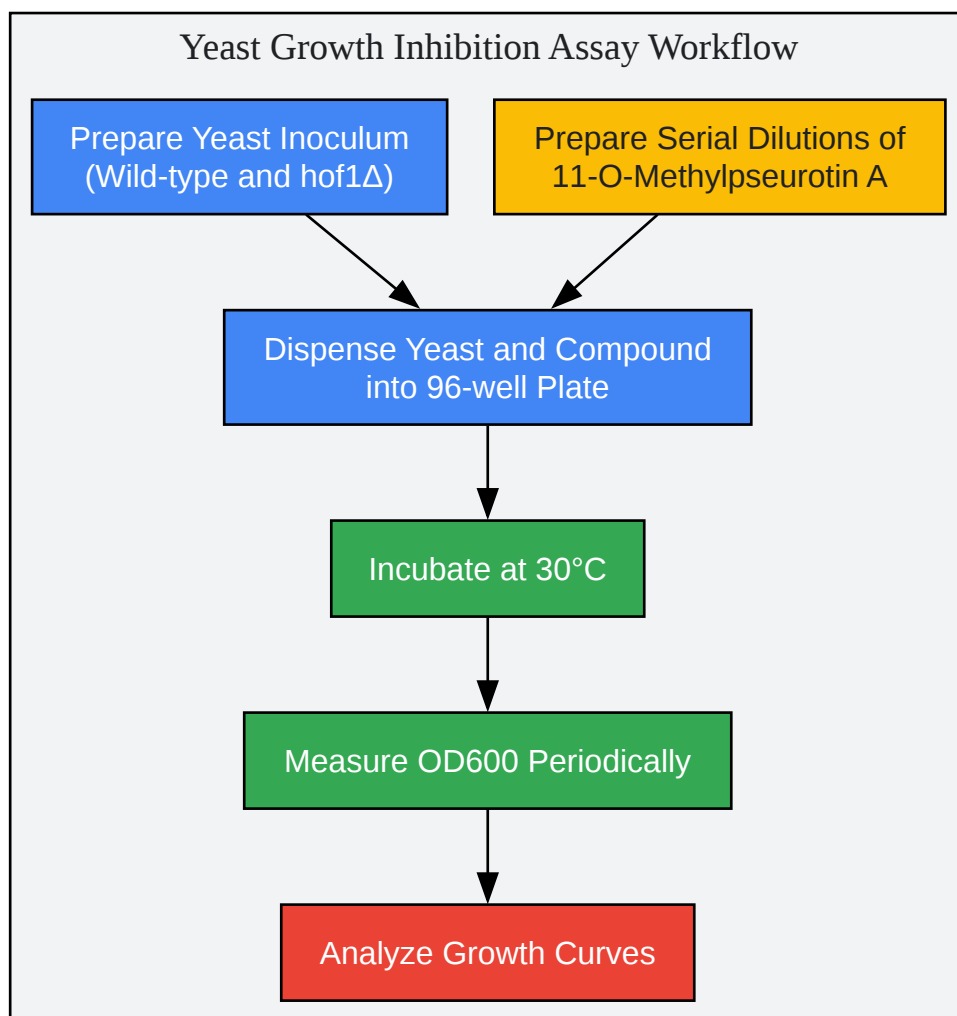 Yeast Growth Inhibition Assay Workflow
Prepare Yeast Inoculum
(Wild-type and hof1Δ)
Prepare Serial Dilutions of
11-O-Methylpseurotin A
Dispense Yeast and Compound
into 96-well Plate
Incubate at 30°C
Measure OD600 Periodically
Analyze Growth Curves